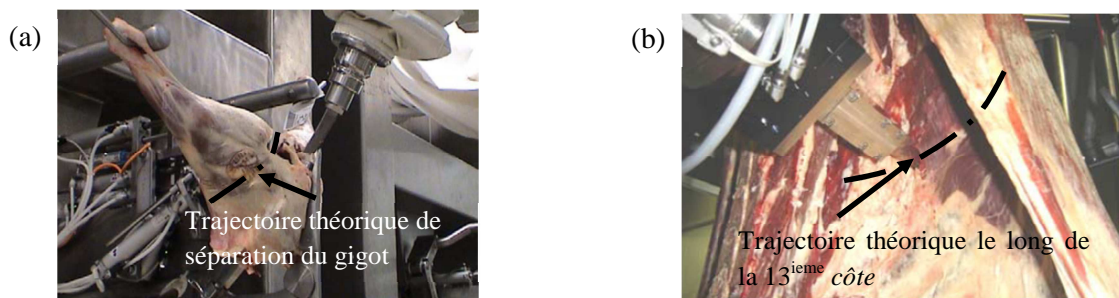 (a)
Trajectoire théorique de
séparation du gigot
(b)
Trajectoire théorique le long de
la 13ieme côte